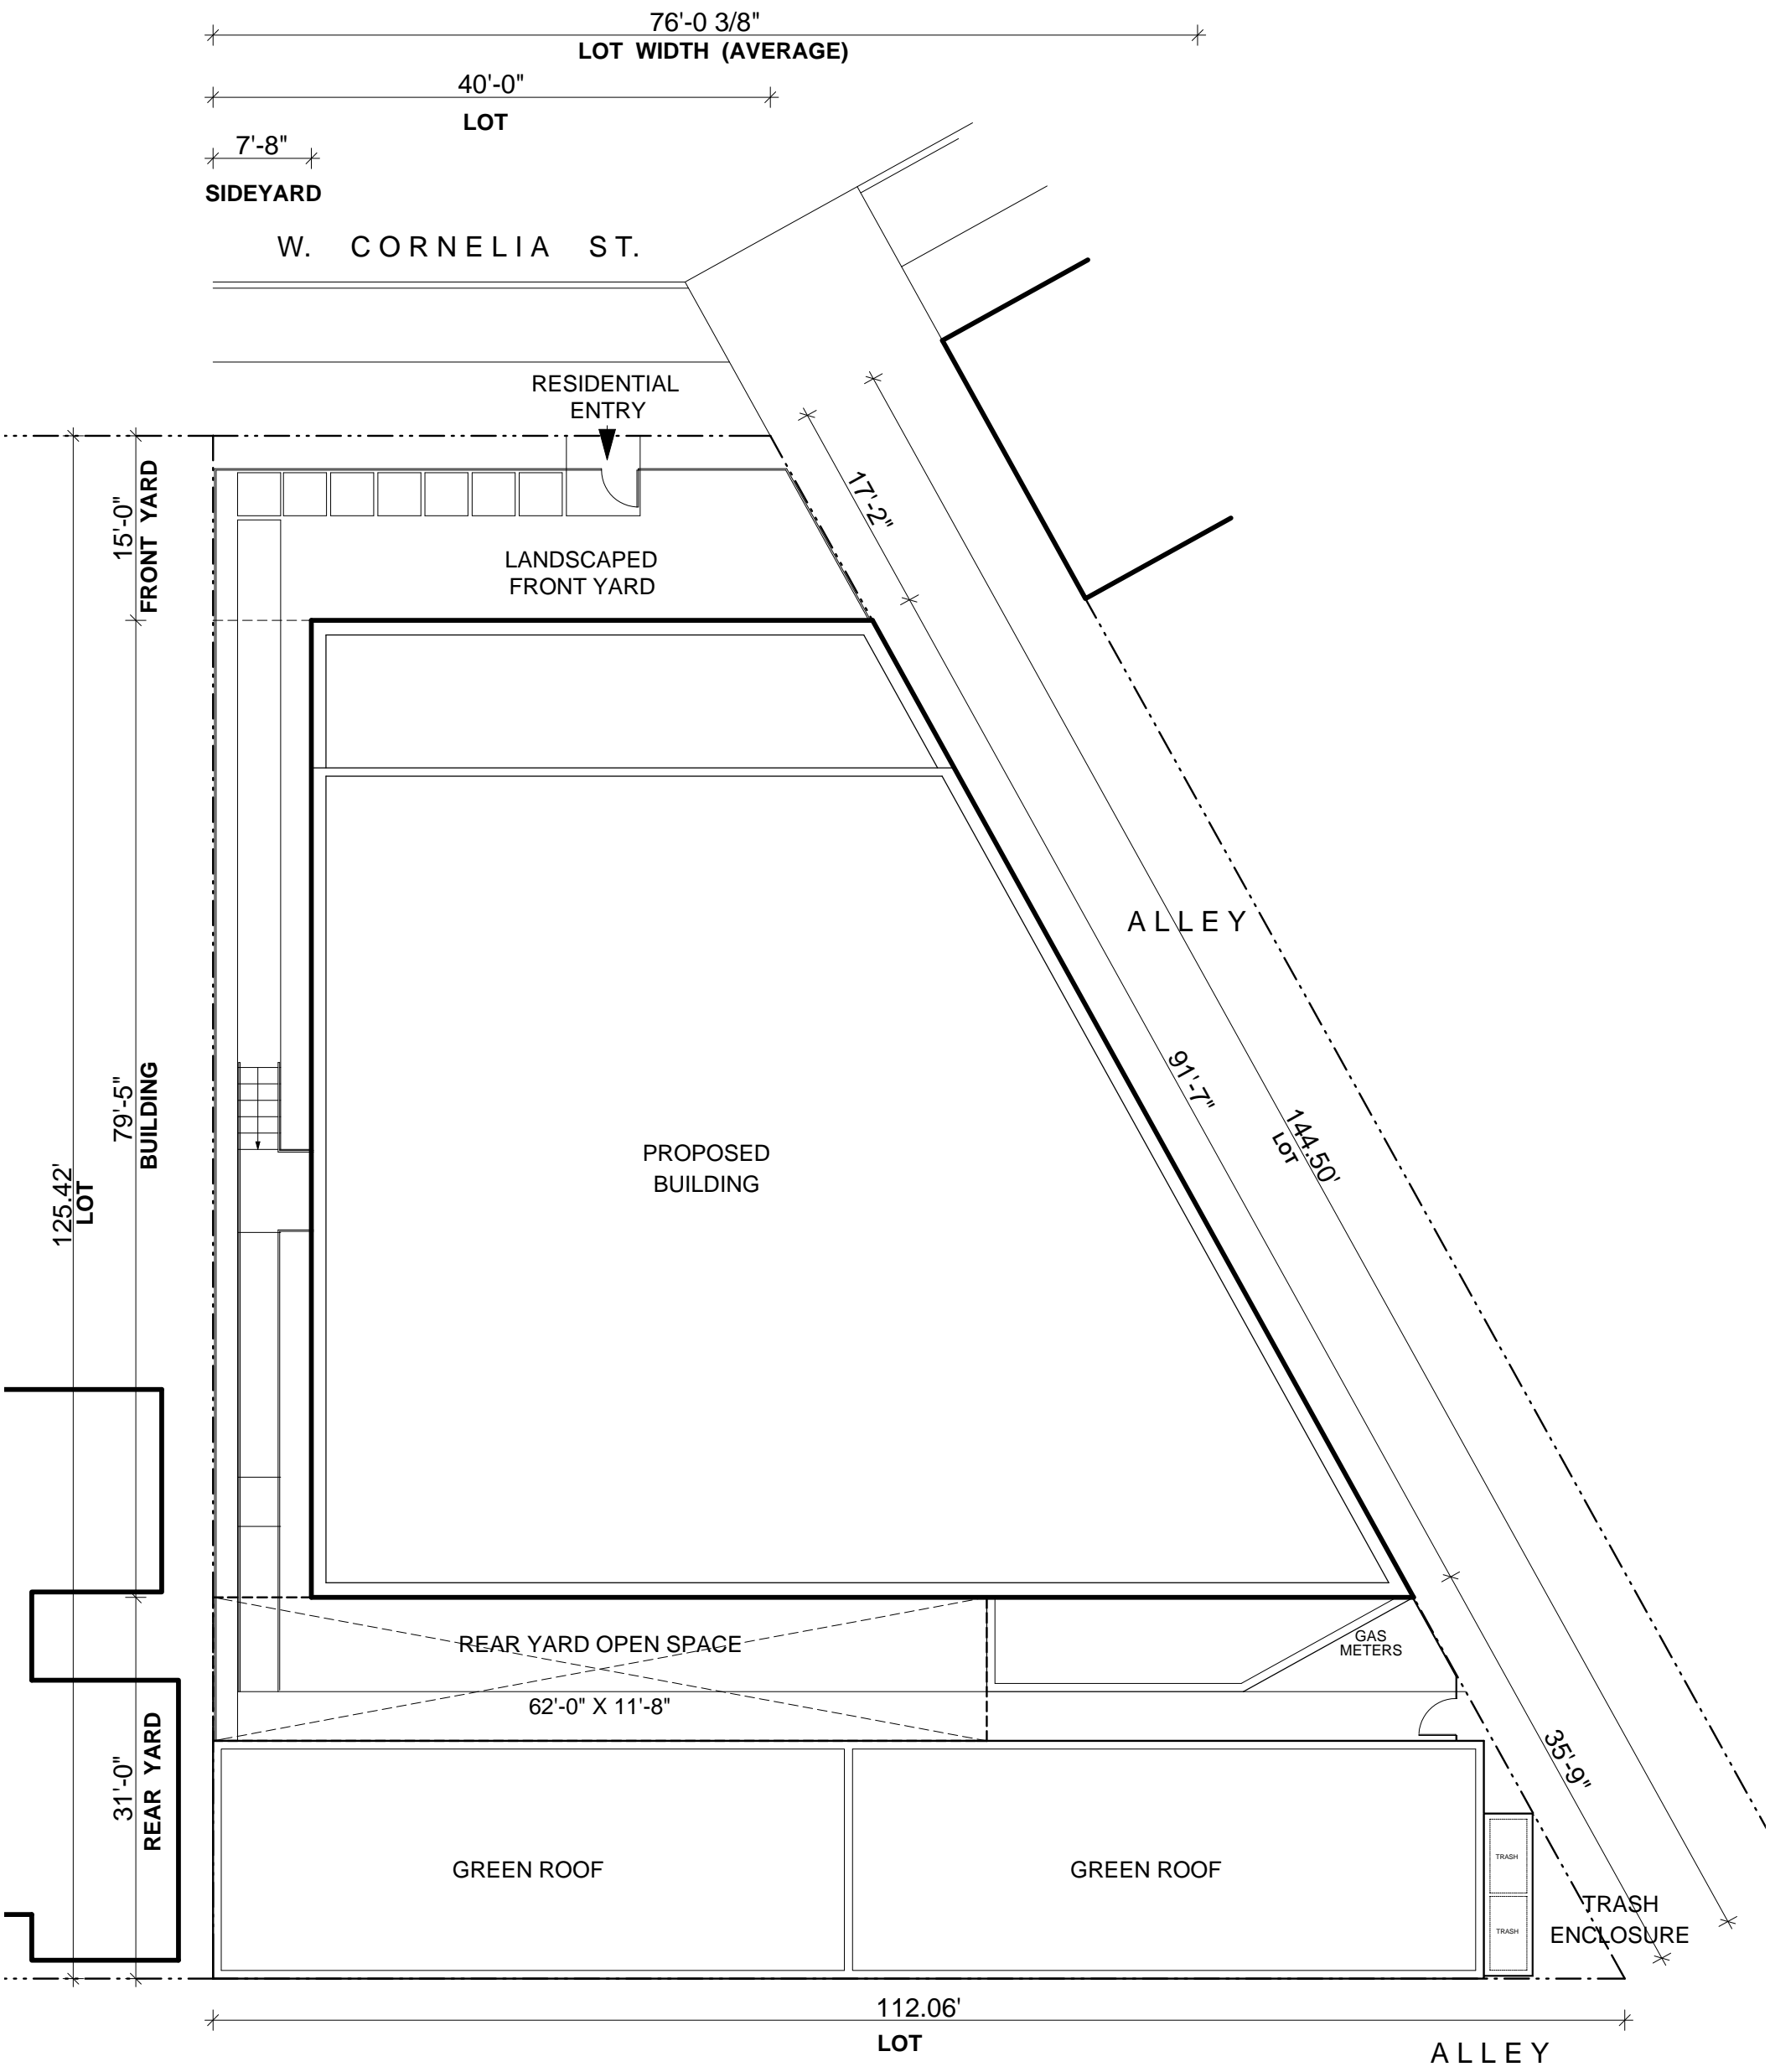 76'-0 3/8"
LOT WIDTH (AVERAGE)
40'-0"
LOT
7'-8"
SIDEYARD
W. CORNELIA ST.
RESIDENTIAL
ENTRY
15'-0"
FRONT YARD
17'-2"
LANDSCAPED
FRONT YARD
ALLEY
79'-5"
BUILDING
91'-7"
144.50'
LOT
PROPOSED
BUILDING
125.42'
LOT
REAR YARD OPEN SPACE
62'-0" X 11'-8"
GAS
METERS
31'-0"
REAR YARD
35'-9"
GREEN ROOF
GREEN ROOF
TRASH
TRASH
TRASH
ENCLOSURE
112.06'
LOT
ALLEY